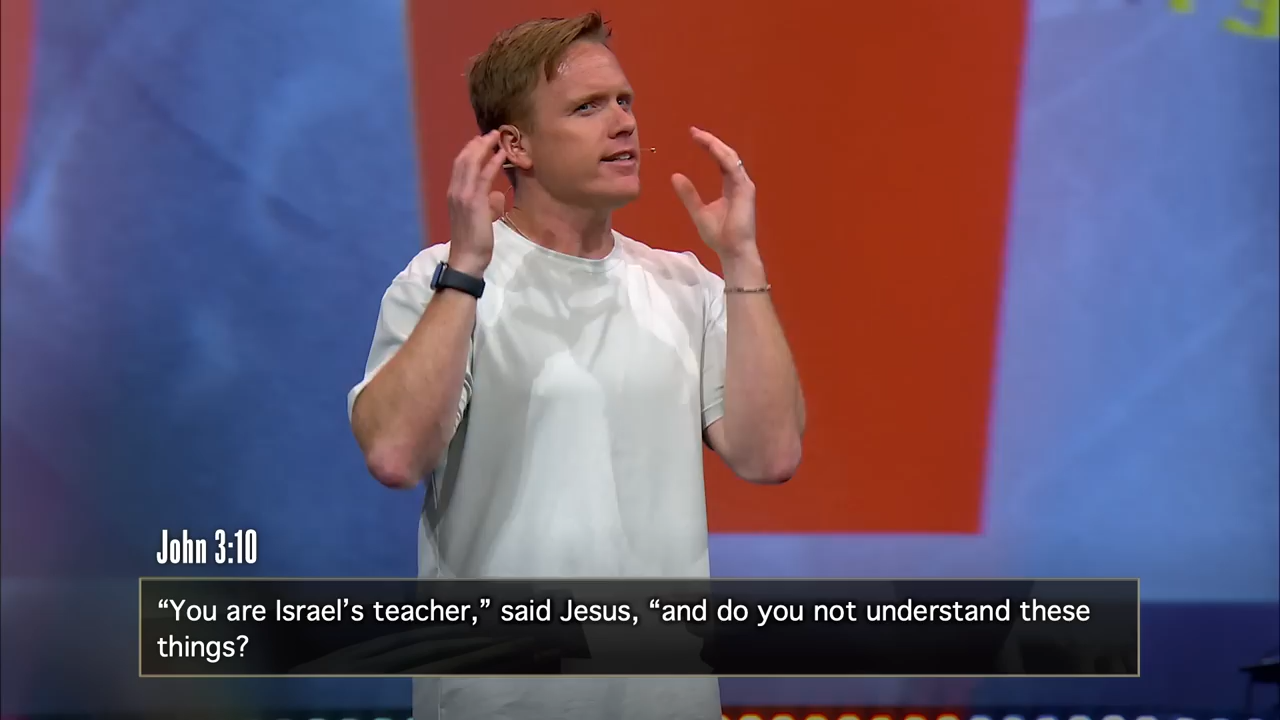 John 3:10
“You are Israel’s teacher,” said Jesus, “and do you not understand these
things?